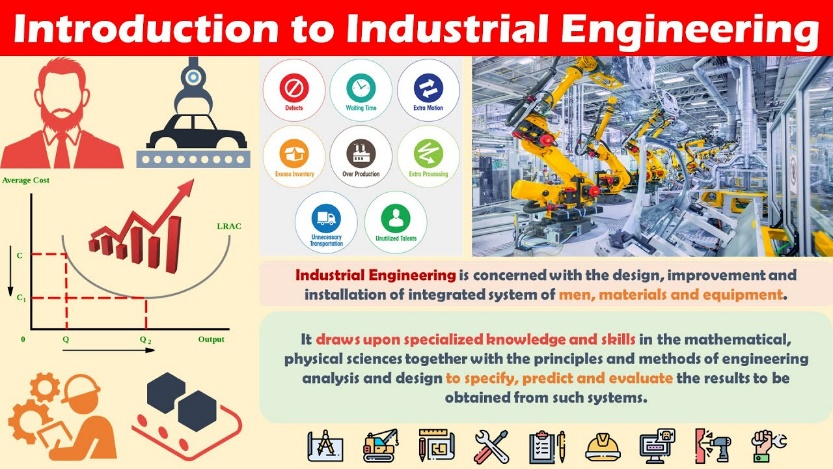 Introduction to Industrial Engineering
Defects
Waiting Time
Extra Motion
Excess Inventory
Over Production
Extra Processing
Unnecessary
Transportation
Unutilized Talents
Average Cost
LRAC
C
C1
0
Q
Q2
Output
Industrial Engineering is concerned with the design, improvement and
installation of integrated system of men, materials and equipment.
It draws upon specialized knowledge and skills in the mathematical,
physical sciences together with the principles and methods of engineering
analysis and design to specify, predict and evaluate the results to be
obtained from such systems.